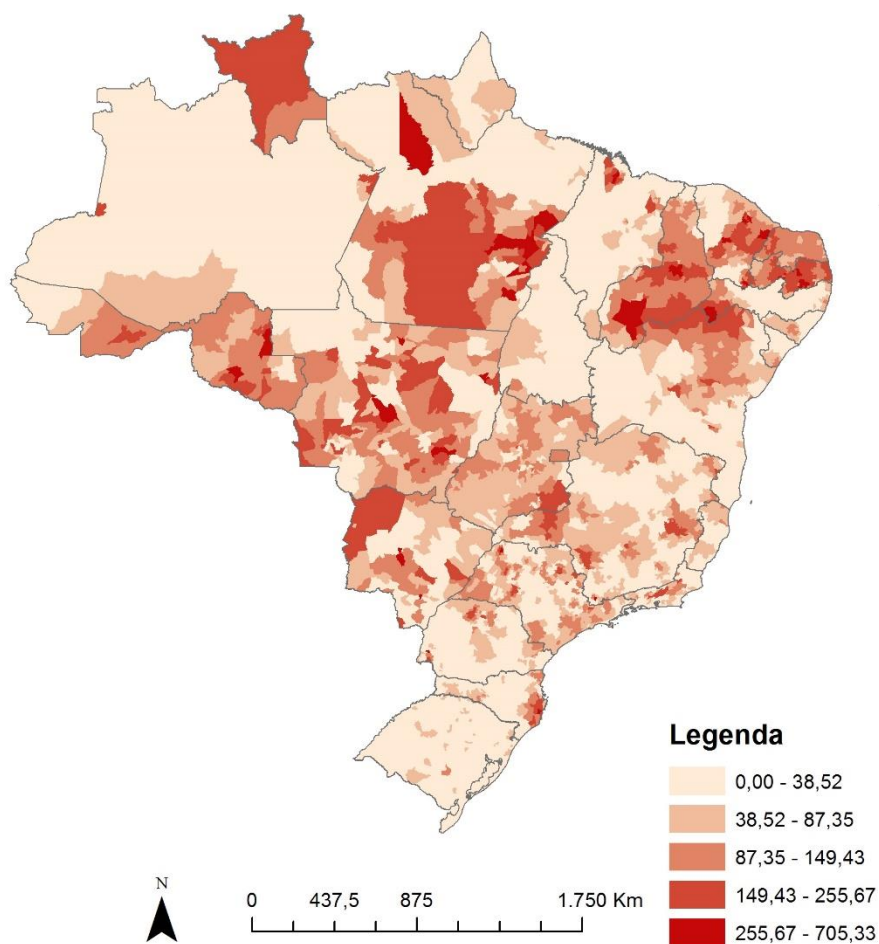 Legenda
0,00 - 38,52
38,52 - 87,35
87,35 - 149,43
149,43 - 255,67
255,67 - 705,33
N
0 437,5 875 1.750 Km